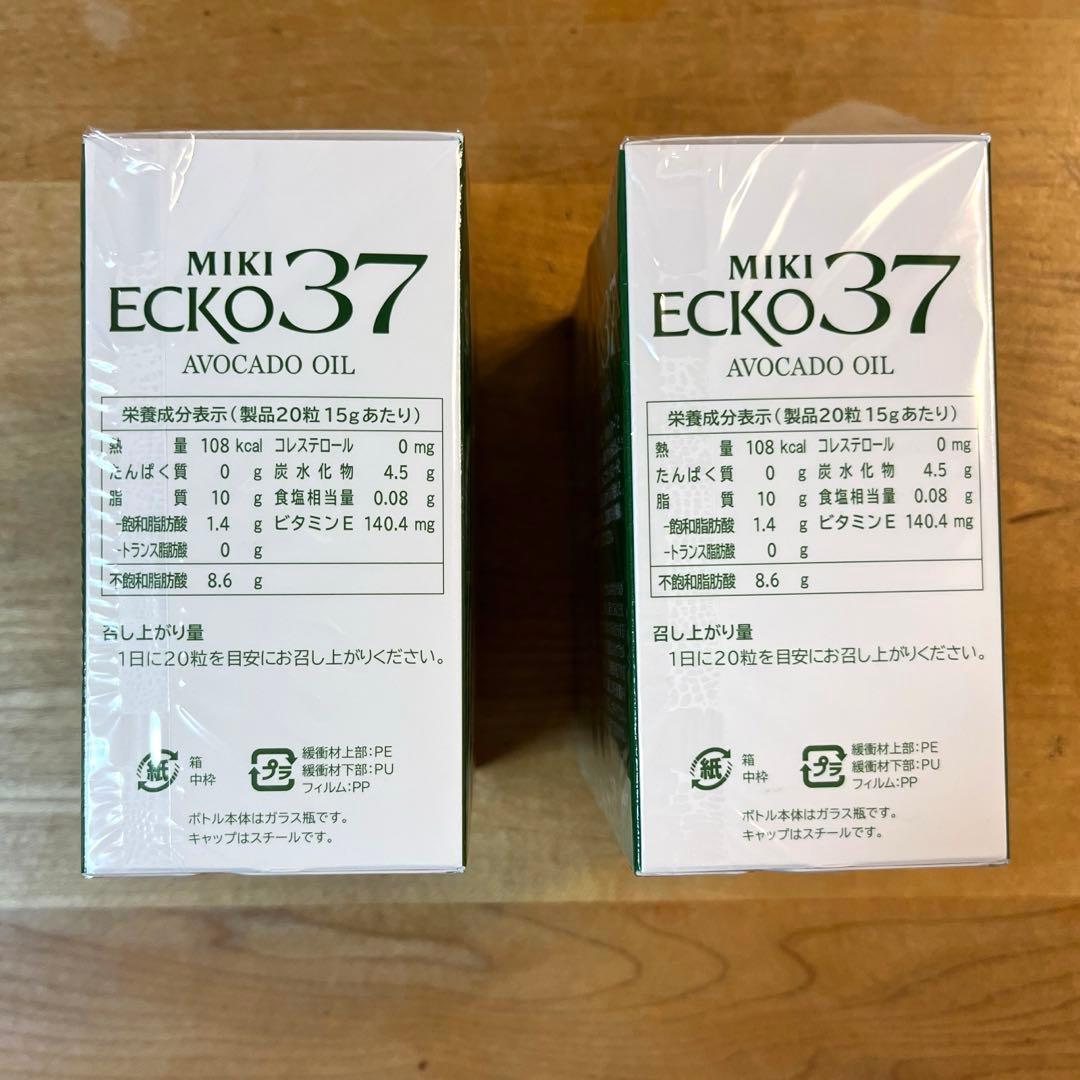 MIKI
ECKO37
AVOCADO OIL
栄養成分表示(製品20粒15gあたり)
熱量 108 kcal コレステロール 0 mg
たんぱく質 0 g 炭水化物 4.5 g
脂質 10 g 食塩相当量 0.08 g
-飽和脂肪酸 1.4 g ビタミンE 140.4 mg
-トランス脂肪酸 0 g
不飽和脂肪酸 8.6 g
召し上がり量
1日に20粒を目安にお召し上がりください。
紙
箱
中枠
プラ
緩衝材上部:PE
緩衝材下部:PU
フィルム:PP
ボトル本体はガラス瓶です。
キャップはスチールです。
MIKI
ECKO37
AVOCADO OIL
栄養成分表示(製品20粒15gあたり)
熱量 108 kcal コレステロール 0 mg
たんぱく質 0 g 炭水化物 4.5 g
脂質 10 g 食塩相当量 0.08 g
-飽和脂肪酸 1.4 g ビタミンE 140.4 mg
-トランス脂肪酸 0 g
不飽和脂肪酸 8.6 g
召し上がり量
1日に20粒を目安にお召し上がりください。
紙
箱
中枠
プラ
緩衝材上部:PE
緩衝材下部:PU
フィルム:PP
ボトル本体はガラス瓶です。
キャップはスチールです。